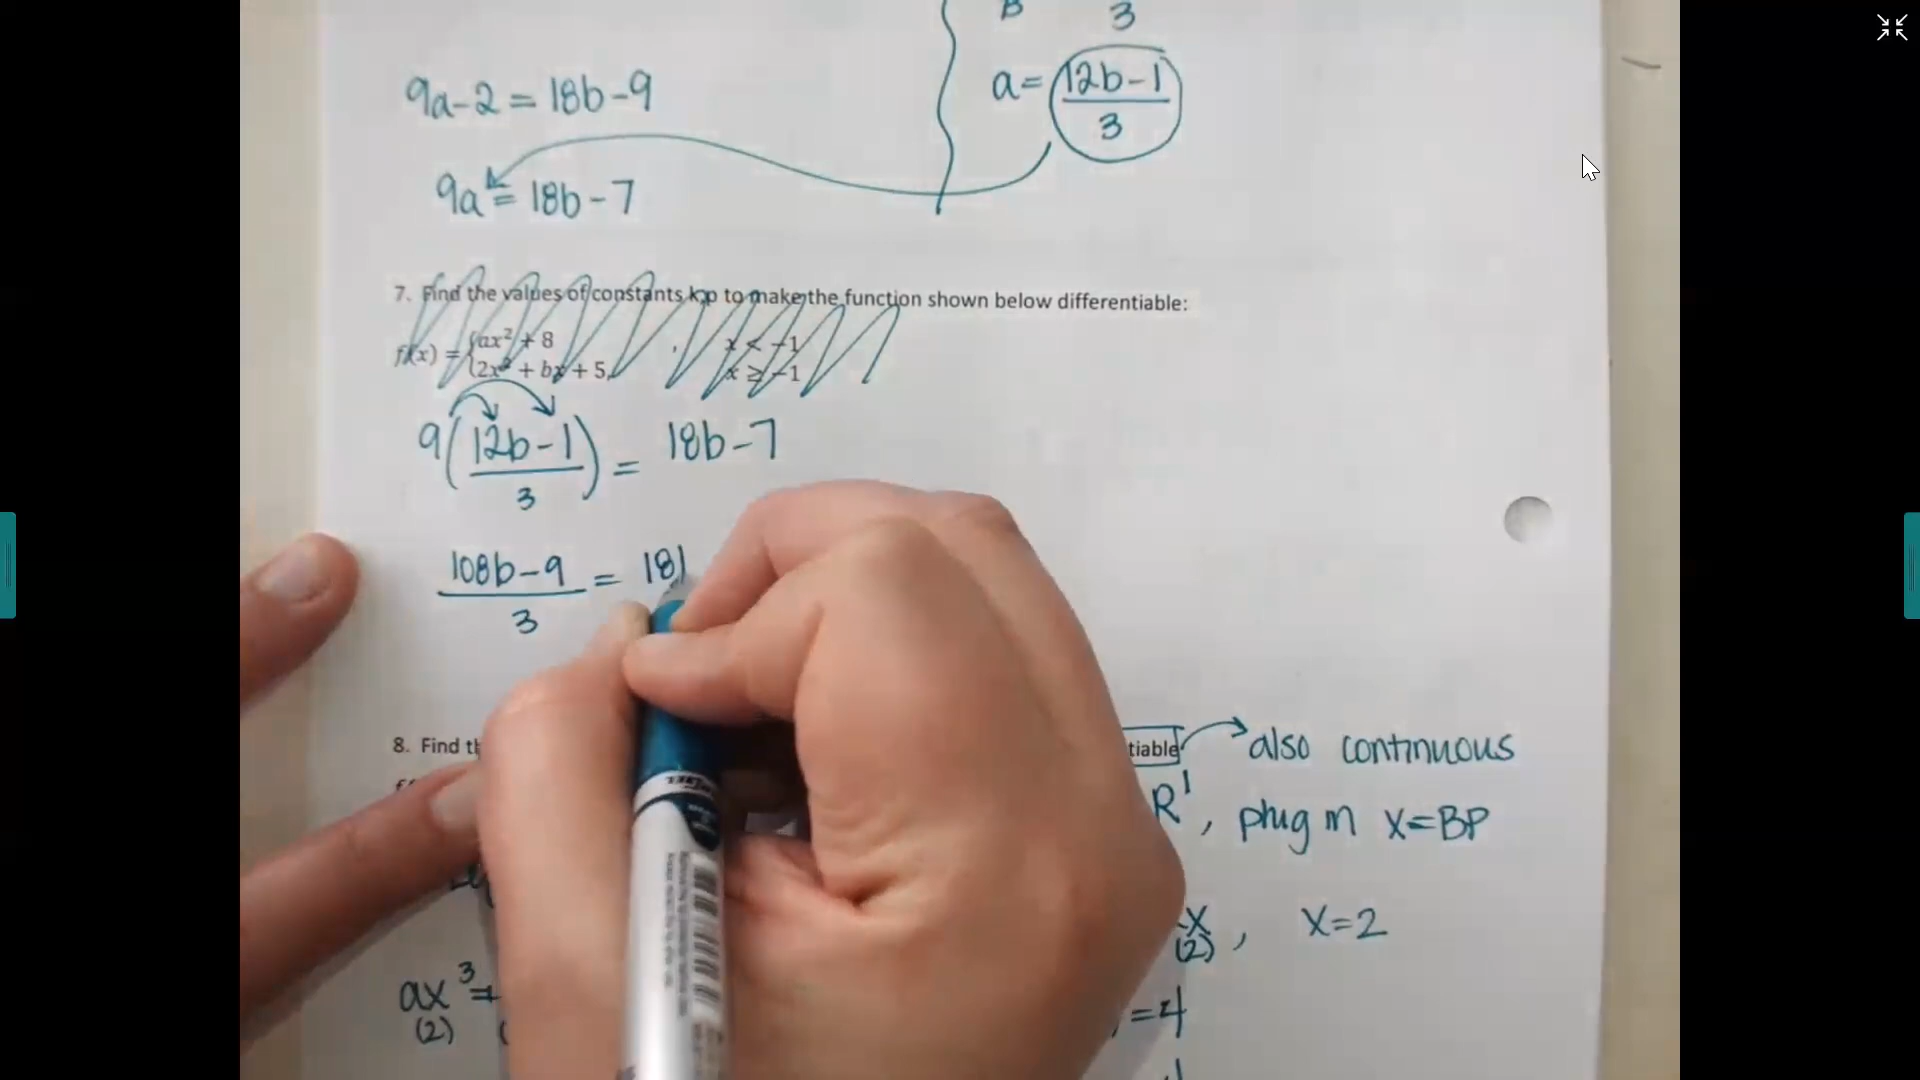 3
9a-2 = 18b-9
a= 12b-1
3
9a = 18b-7
7. Find the values of constants k,p to make the function shown below differentiable:
f(x) = {ax² + 8 , x < -1
{2x² + bx + 5, x ≥ -1
9(12b-1) = 18b-7
3
108b-9 = 18
3
8. Find
tiable
also continuous
R' , plug in x=BP
x , x=2
(2)
ax³
(2)
=4